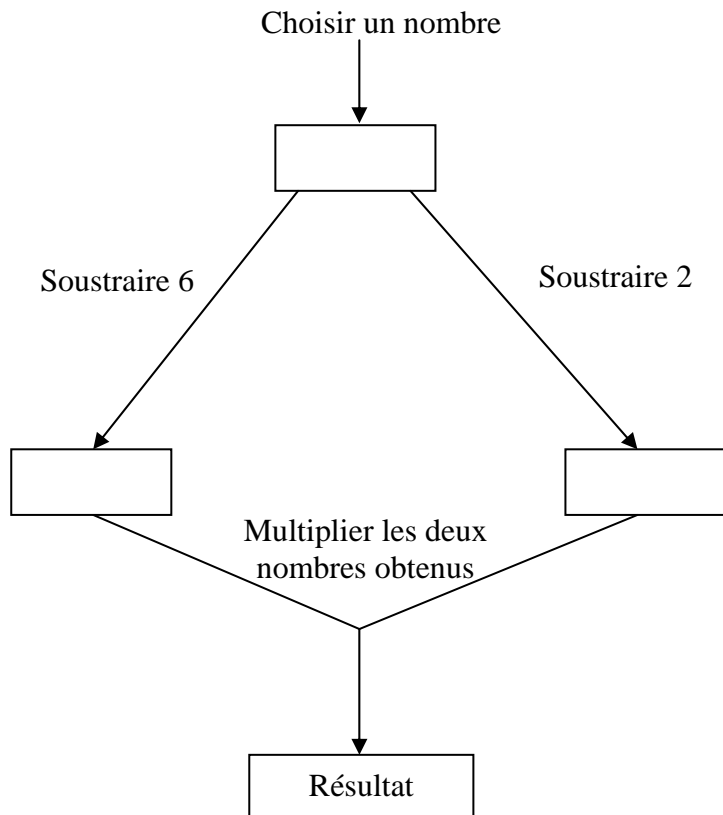 Choisir un nombre
Soustraire 6
Soustraire 2
Multiplier les deux
nombres obtenus
Résultat